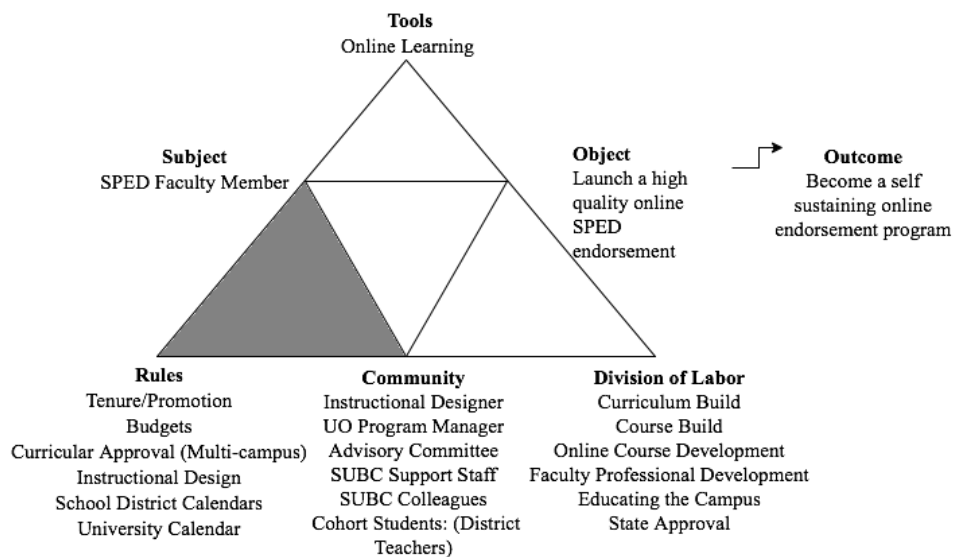 Tools
Online Learning
Subject
SPED Faculty Member
Object
Launch a high
quality online
SPED
endorsement
Outcome
Become a self
sustaining online
endorsement program
Rules
Tenure/Promotion
Budgets
Curricular Approval (Multi-campus)
Instructional Design
School District Calendars
University Calendar
Community
Instructional Designer
UO Program Manager
Advisory Committee
SUBC Support Staff
SUBC Colleagues
Cohort Students: (District
Teachers)
Division of Labor
Curriculum Build
Course Build
Online Course Development
Faculty Professional Development
Educating the Campus
State Approval